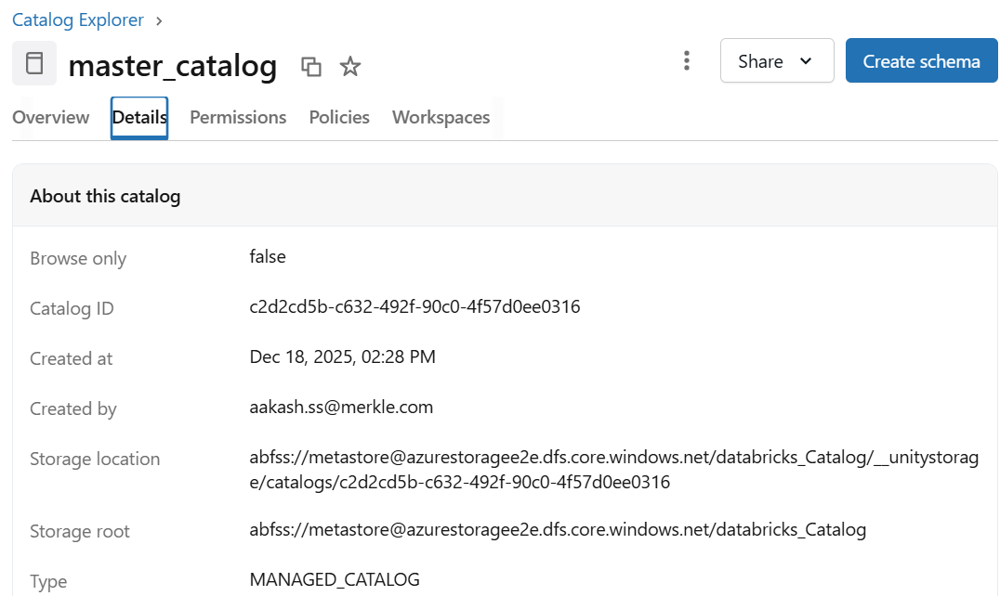 Catalog Explorer >
master_catalog
Share
Create schema
Overview Details Permissions Policies Workspaces
About this catalog
Browse only false
Catalog ID c2d2cd5b-c632-492f-90c0-4f57d0ee0316
Created at Dec 18, 2025, 02:28 PM
Created by aakash.ss@merkle.com
Storage location abfss://metastore@azurestoragee2e.dfs.core.windows.net/databricks_Catalog/__unitystorag
e/catalogs/c2d2cd5b-c632-492f-90c0-4f57d0ee0316
Storage root abfss://metastore@azurestoragee2e.dfs.core.windows.net/databricks_Catalog
Type MANAGED_CATALOG